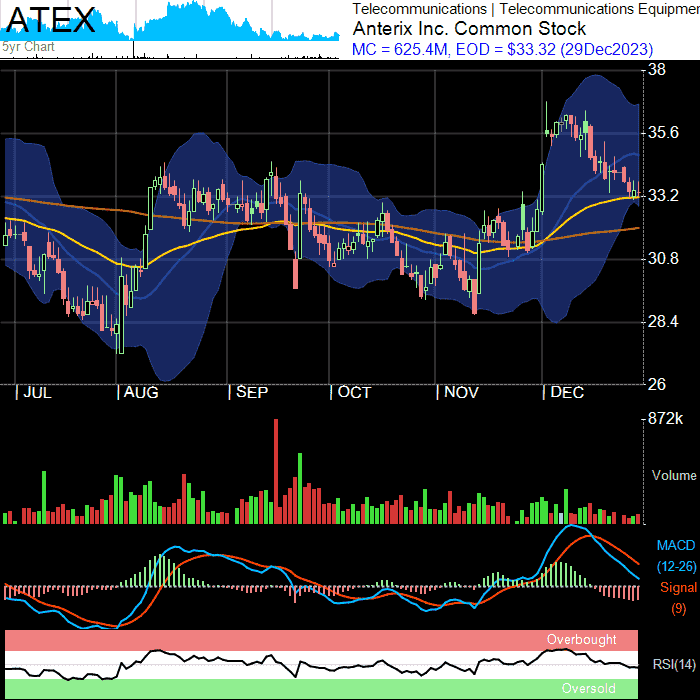 ATEX
5yr Chart
Telecommunications | Telecommunications Equipmen
Anterix Inc. Common Stock
MC = 625.4M, EOD = $33.32 (29Dec2023)
38
35.6
33.2
30.8
28.4
26
| JUL | AUG | SEP | OCT | NOV | DEC
872k
Volume
MACD
(12-26)
Signal
(9)
Overbought
RSI(14)
Oversold